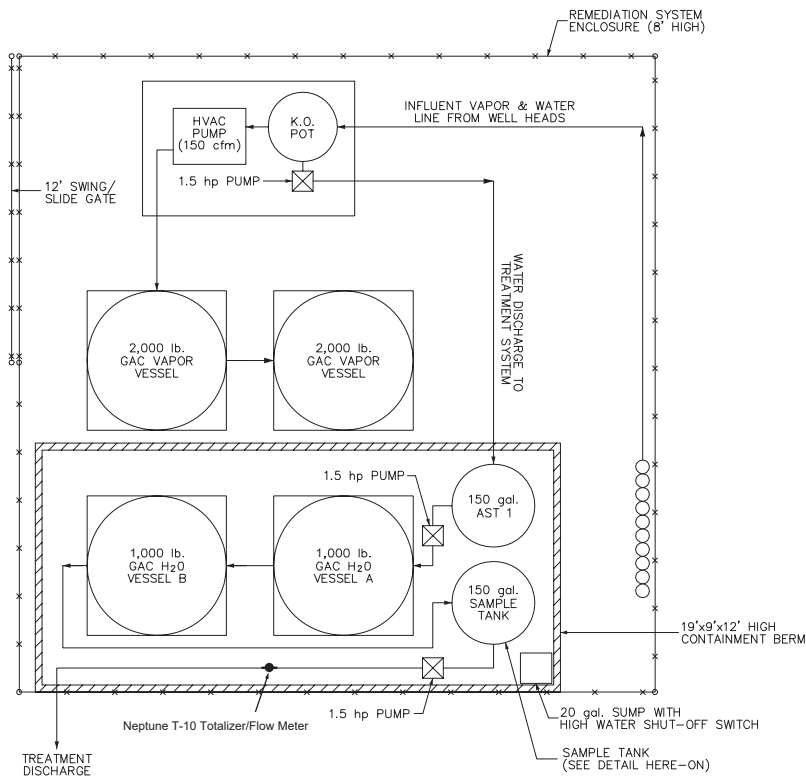 REMEDIATION SYSTEM
ENCLOSURE (8' HIGH)
INFLUENT VAPOR & WATER
LINE FROM WELL HEADS
HVAC
PUMP
(150 cfm)
K.O.
POT
1.5 hp PUMP
12' SWING/
SLIDE GATE
WATER DISCHARGE TO
TREATMENT SYSTEM
2,000 lb.
GAC VAPOR
VESSEL
2,000 lb.
GAC VAPOR
VESSEL
1.5 hp PUMP
150 gal.
AST 1
1,000 lb.
GAC H2O
VESSEL B
1,000 lb.
GAC H2O
VESSEL A
150 gal.
SAMPLE
TANK
19'x9'x12' HIGH
CONTAINMENT BERM
Neptune T-10 Totalizer/Flow Meter
1.5 hp PUMP
20 gal. SUMP WITH
HIGH WATER SHUT-OFF SWITCH
TREATMENT
DISCHARGE
SAMPLE TANK
(SEE DETAIL HERE-ON)